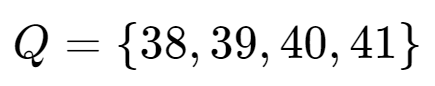 Q = {38, 39, 40, 41}